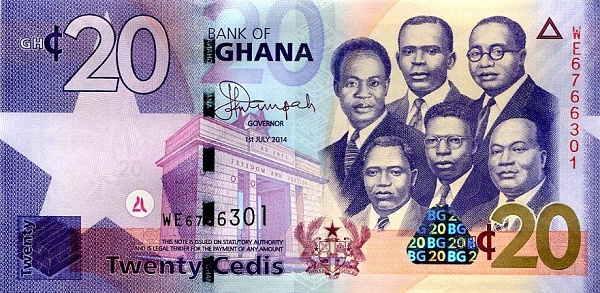 GH¢20
BANK OF
GHANA
20
GOVERNOR
1ST JULY 2014
WE6766301
WE6766301
20
THIS NOTE IS ISSUED ON STATUTORY AUTHORITY
AND IS LEGAL TENDER FOR THE PAYMENT OF ANY AMOUNT
Twenty
Twenty Cedis
BG 20
20 BG 2
BG 20 BG
20 BG 2
¢20